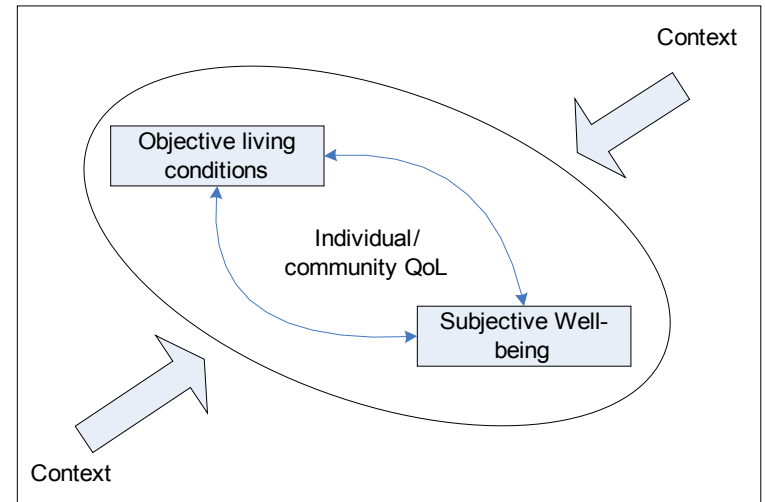 Context
Objective living
conditions
Individual/
community QoL
Subjective Well-
being
Context